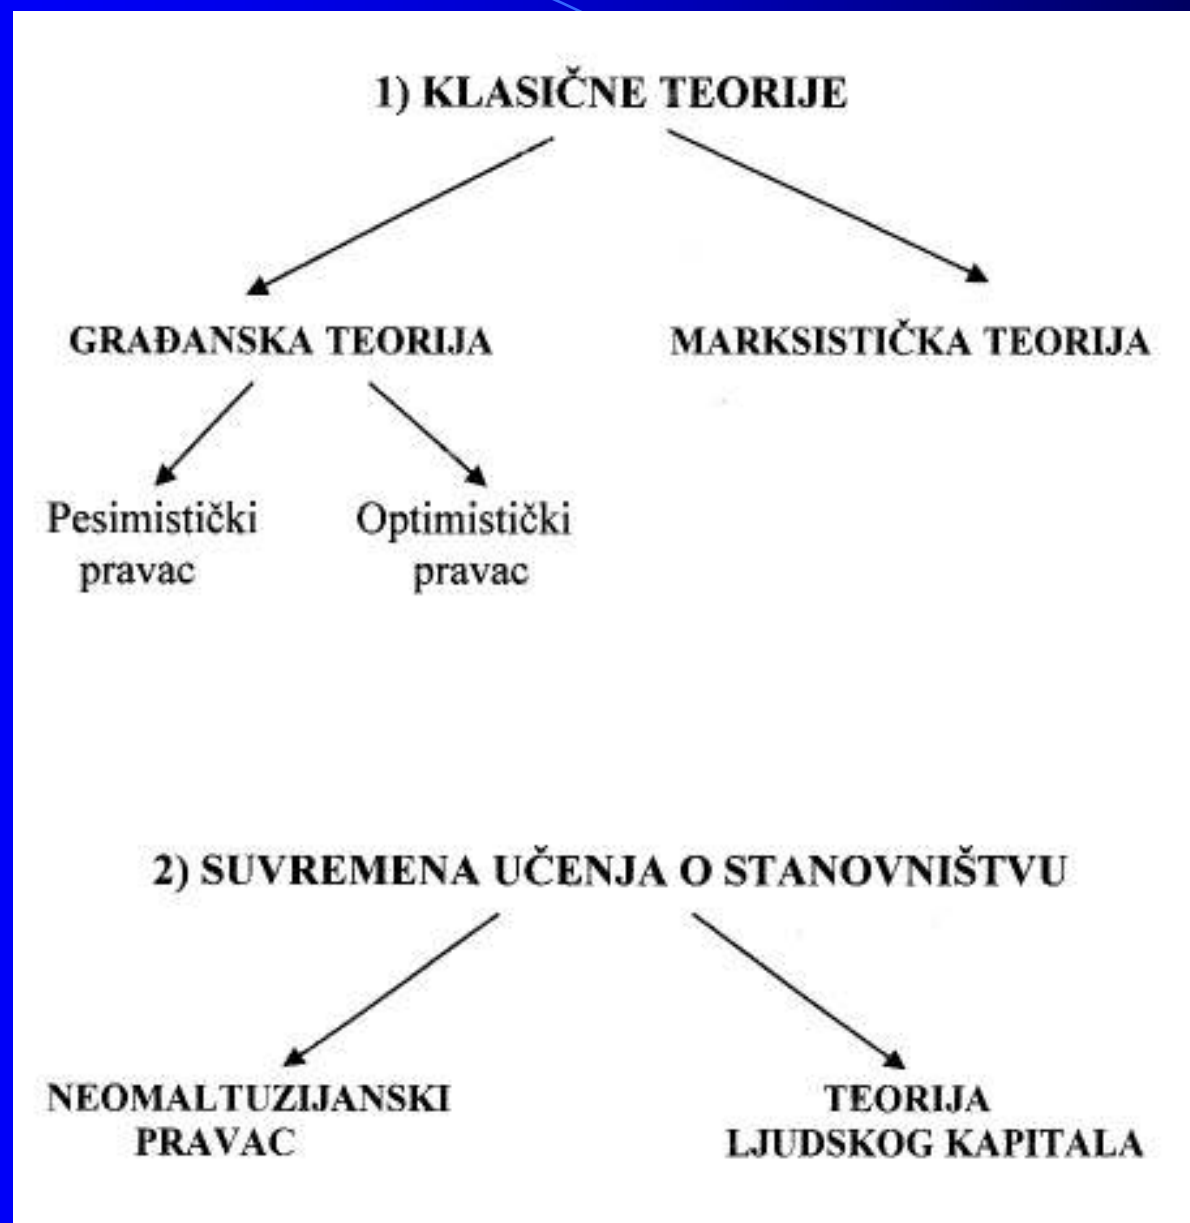 1) KLASIČNE TEORIJE
GRAĐANSKA TEORIJA
MARKSISTIČKA TEORIJA
Pesimistički
pravac
Optimistički
pravac
2) SUVREMENA UČENJA O STANOVNIŠTVU
NEOMALTUZIJANSKI
PRAVAC
TEORIJA
LJUDSKOG KAPITALA